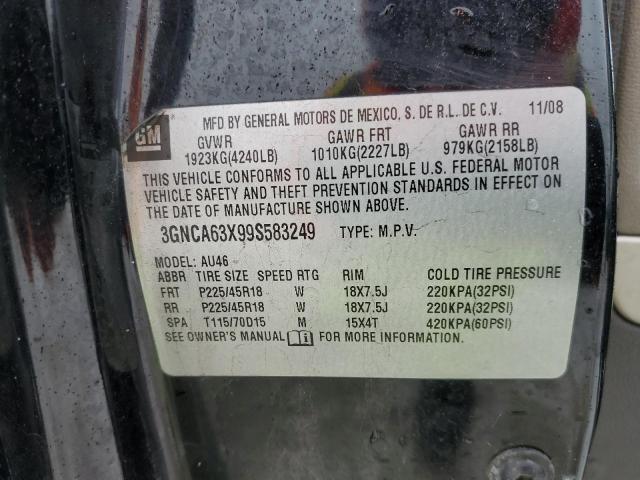 GM
MFD BY GENERAL MOTORS DE MEXICO, S. DE R.L. DE C.V. 11/08
GVWR GAWR FRT GAWR RR
1923KG(4240LB) 1010KG(2227LB) 979KG(2158LB)
THIS VEHICLE CONFORMS TO ALL APPLICABLE U.S. FEDERAL MOTOR
VEHICLE SAFETY AND THEFT PREVENTION STANDARDS IN EFFECT ON
THE DATE OF MANUFACTURE SHOWN ABOVE.
3GNCA63X99S583249 TYPE: M.P.V.
MODEL: AU46
ABBR TIRE SIZE SPEED RTG RIM COLD TIRE PRESSURE
FRT P225/45R18 W 18X7.5J 220KPA(32PSI)
RR P225/45R18 W 18X7.5J 220KPA(32PSI)
SPA T115/70D15 M 15X4T 420KPA(60PSI)
SEE OWNER'S MANUAL FOR MORE INFORMATION.